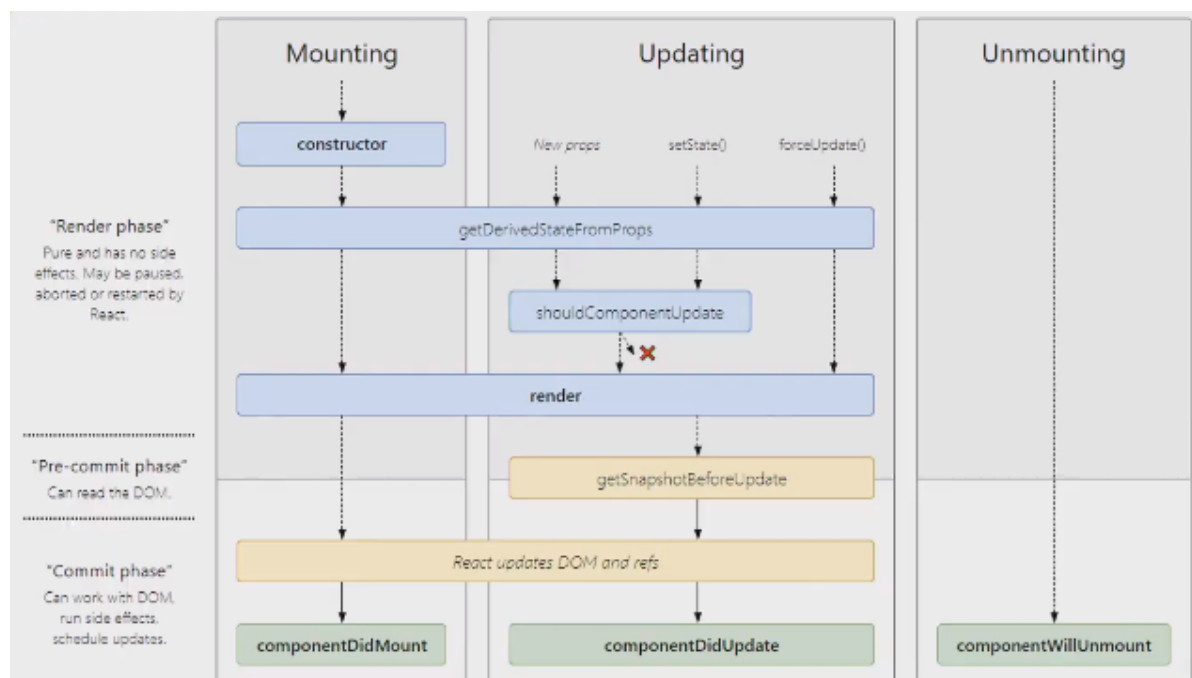 Mounting
Updating
Unmounting
constructor
New props
setState()
forceUpdate()
"Render phase"
Pure and has no side
effects. May be paused,
aborted or restarted by
React.
getDerivedStateFromProps
shouldComponentUpdate
render
"Pre-commit phase"
Can read the DOM.
getSnapshotBeforeUpdate
"Commit phase"
Can work with DOM,
run side effects,
schedule updates.
React updates DOM and refs
componentDidMount
componentDidUpdate
componentWillUnmount